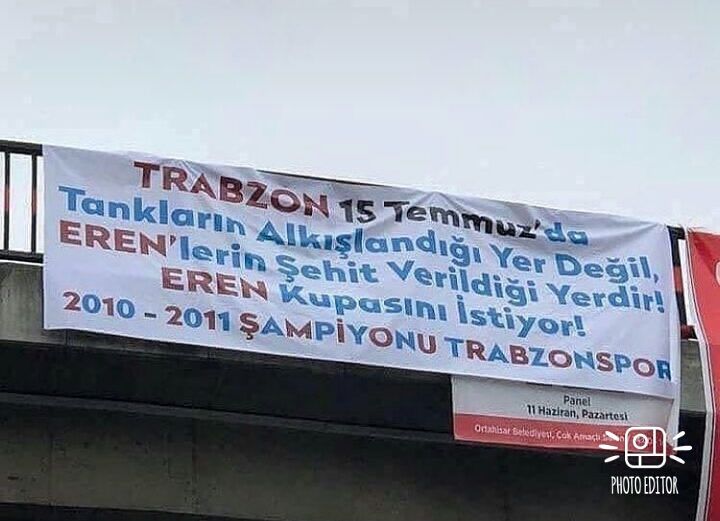 TRABZON 15 Temmuz'da
Tankların Alkışlandığı Yer Değil,
EREN'lerin Şehit Verildiği Yerdir!
EREN Kupasını İstiyor!
2010 - 2011 ŞAMPİYONU TRABZONSPOR
Panel
11 Haziran, Pazartesi
Ortahisar Belediyesi, Çok Amaçlı
PHOTO EDITOR